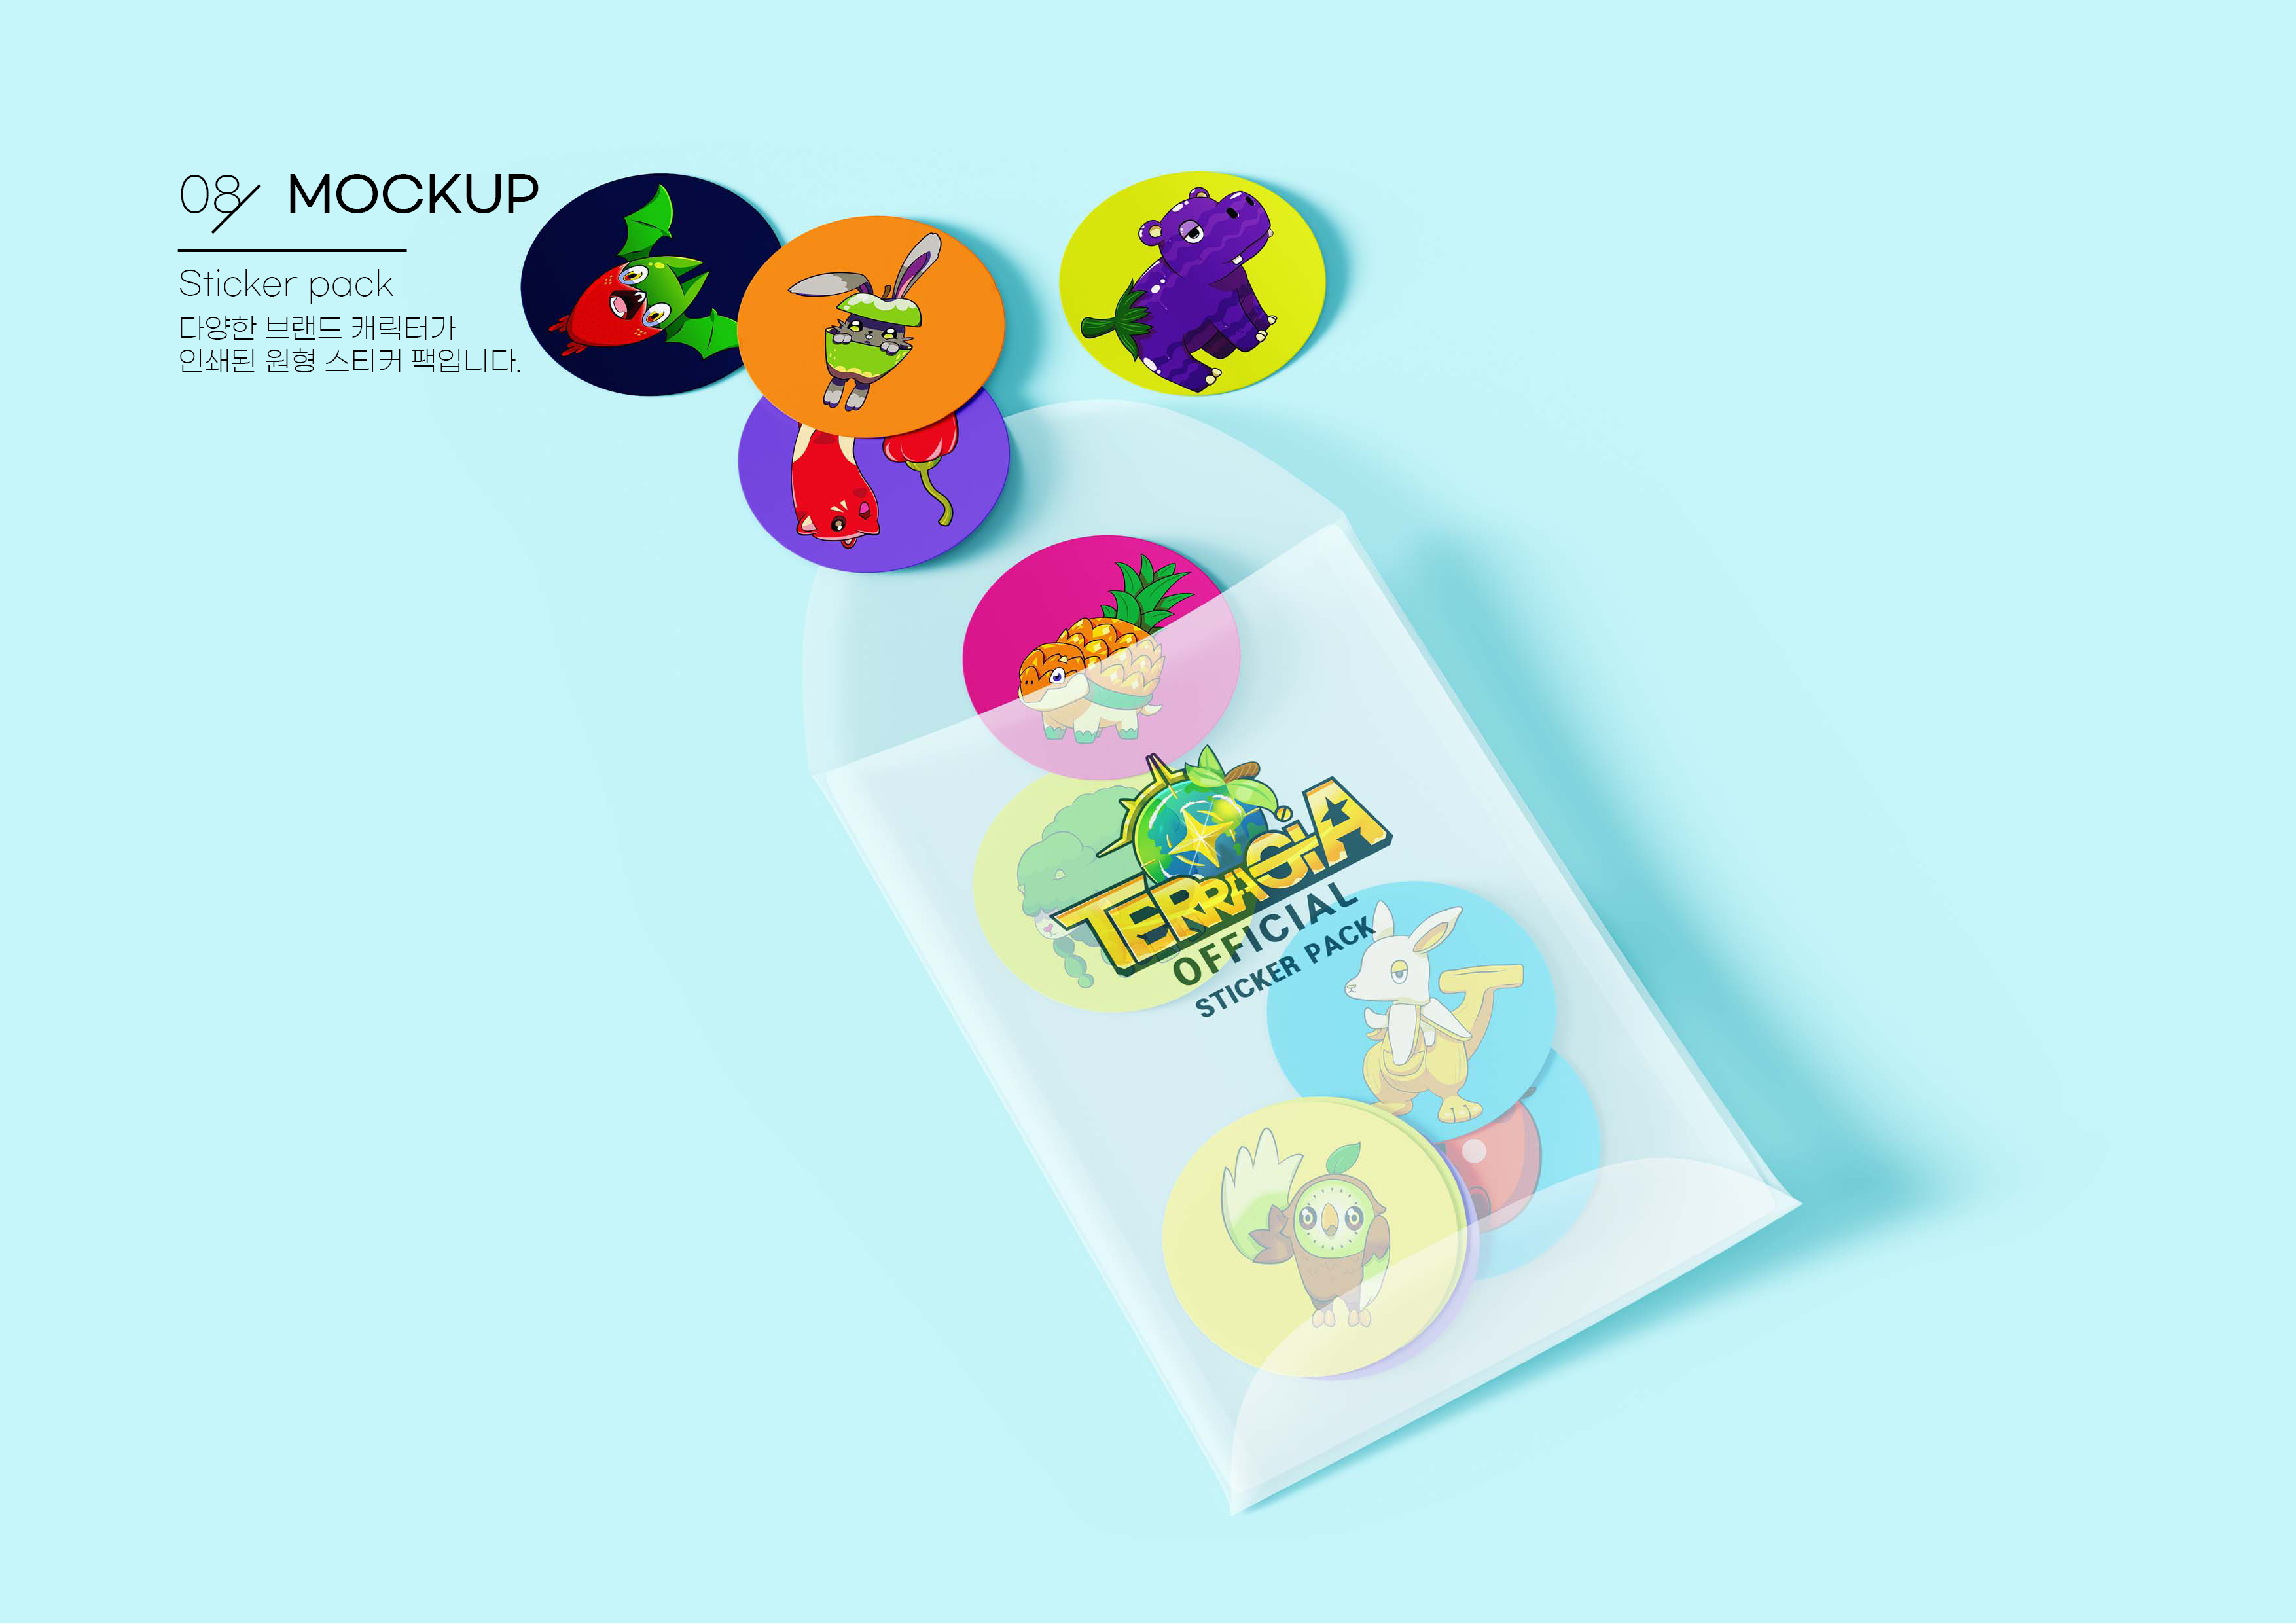 08/ MOCKUP
Sticker pack
다양한 브랜드 캐릭터가
인쇄된 원형 스티커 팩입니다.
TERRAGIA
OFFICIAL
STICKER PACK